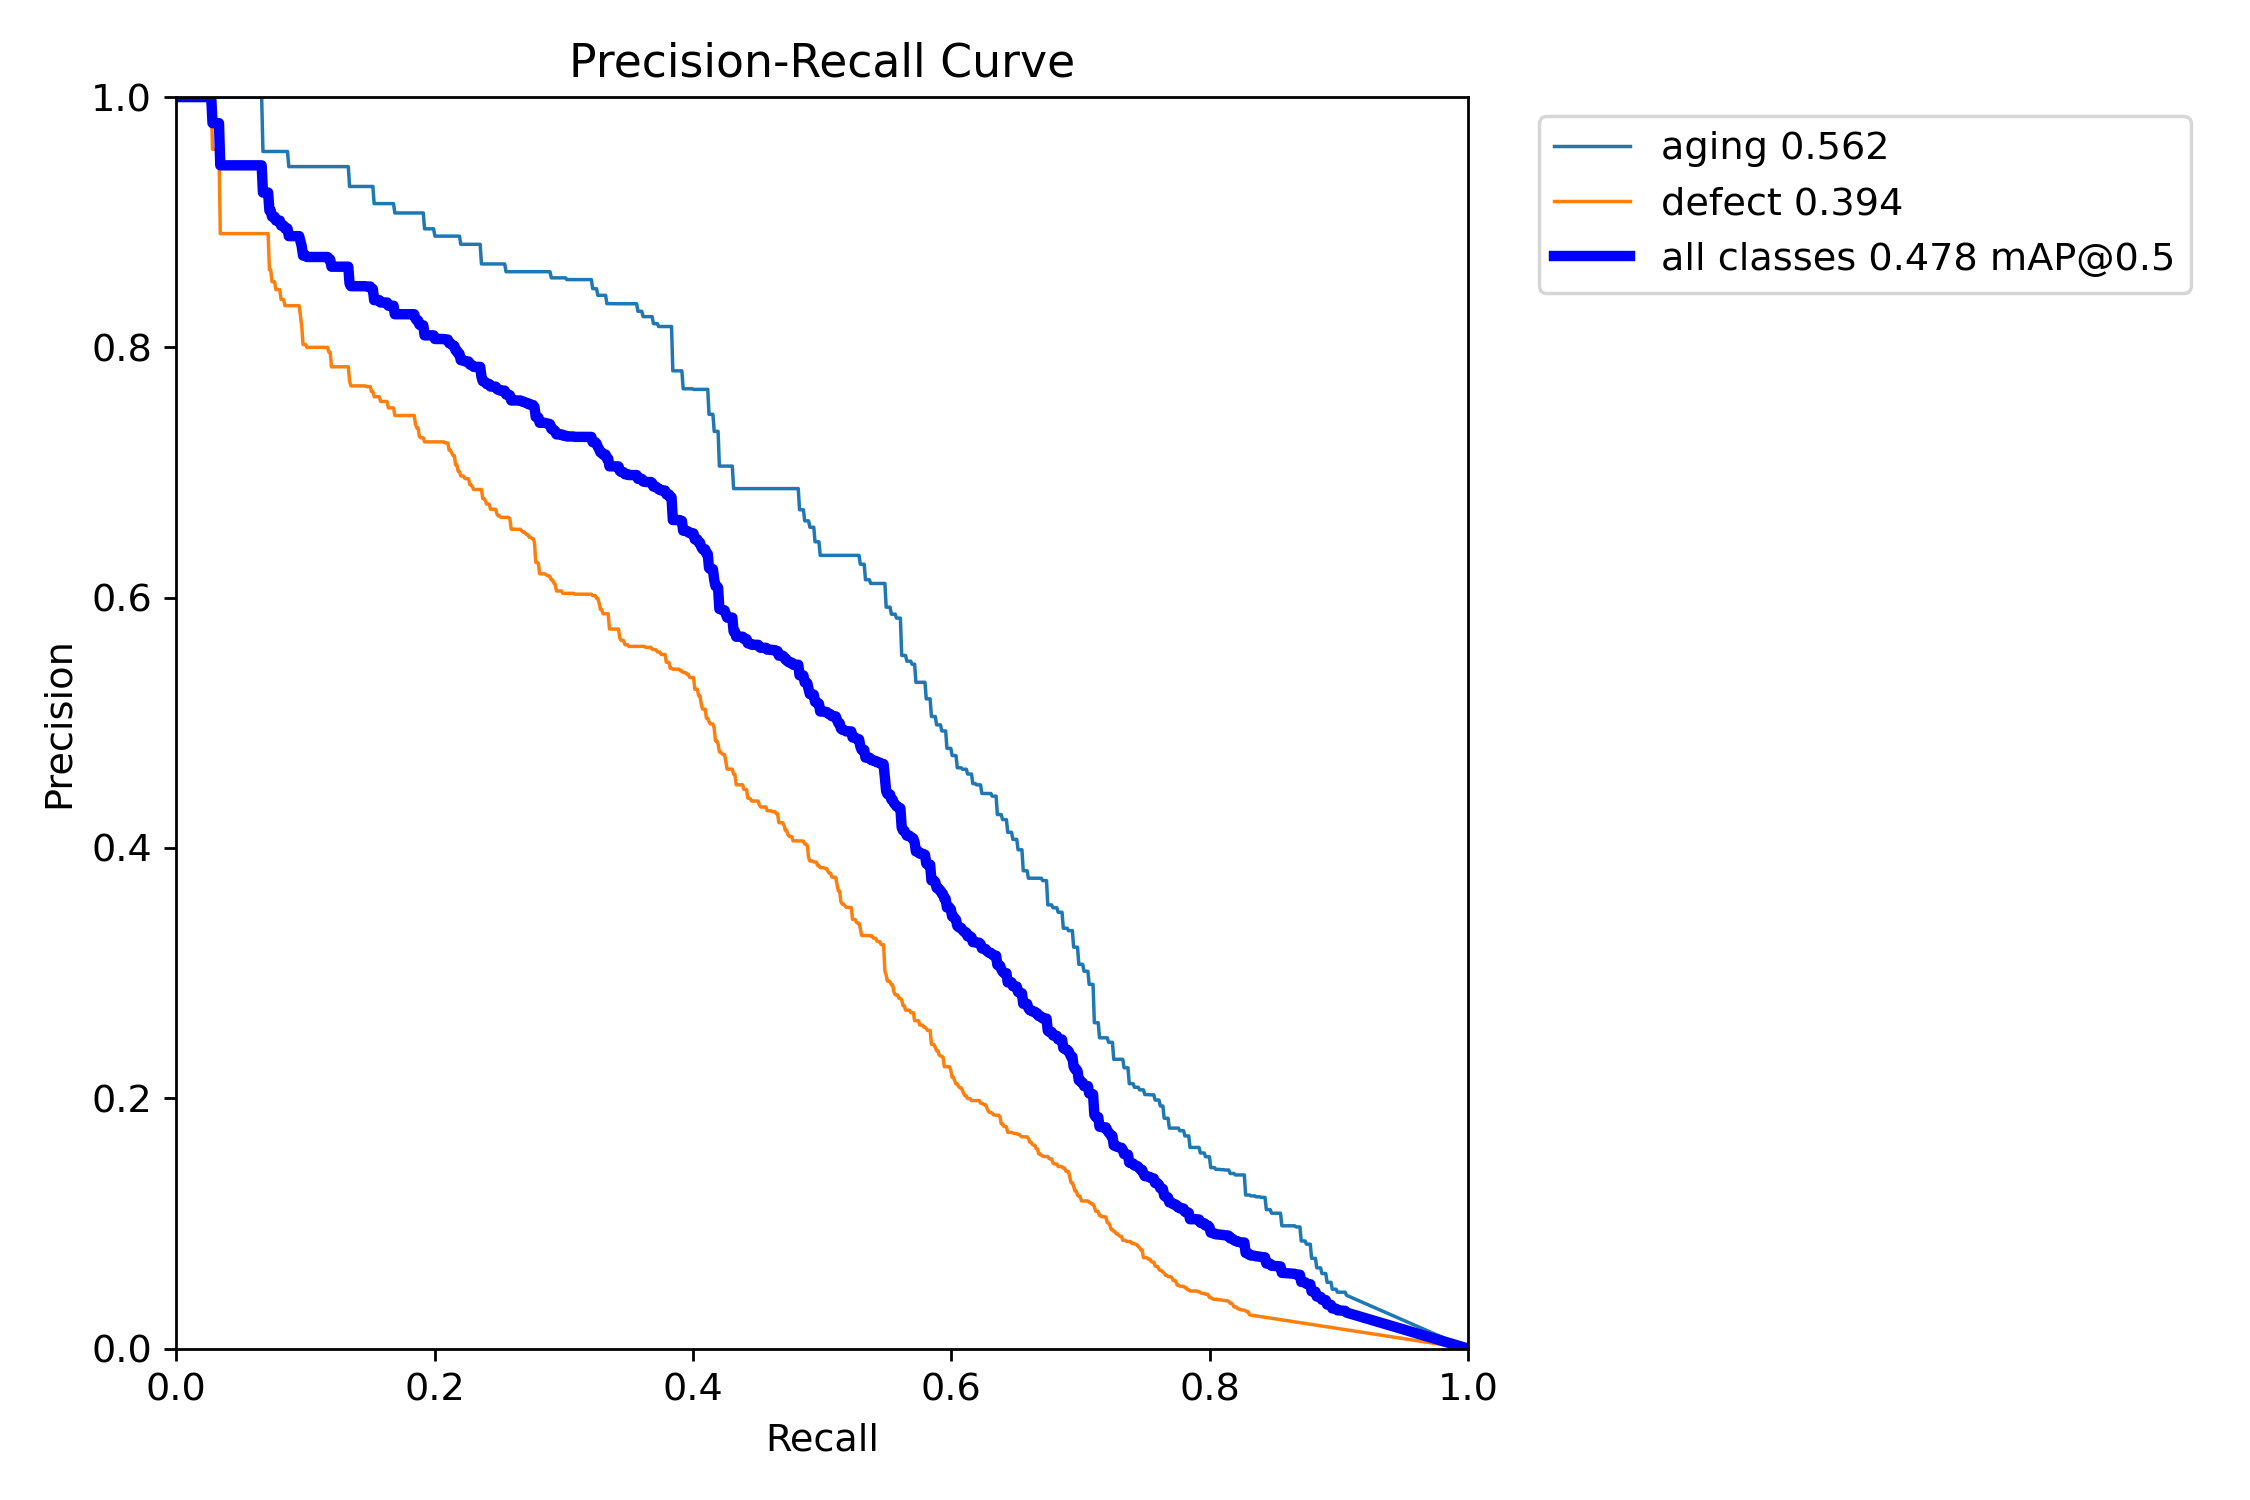 Precision-Recall Curve
aging 0.562
defect 0.394
all classes 0.478 mAP@0.5
Precision
1.0
0.8
0.6
0.4
0.2
0.0
0.0 0.2 0.4 0.6 0.8 1.0
Recall